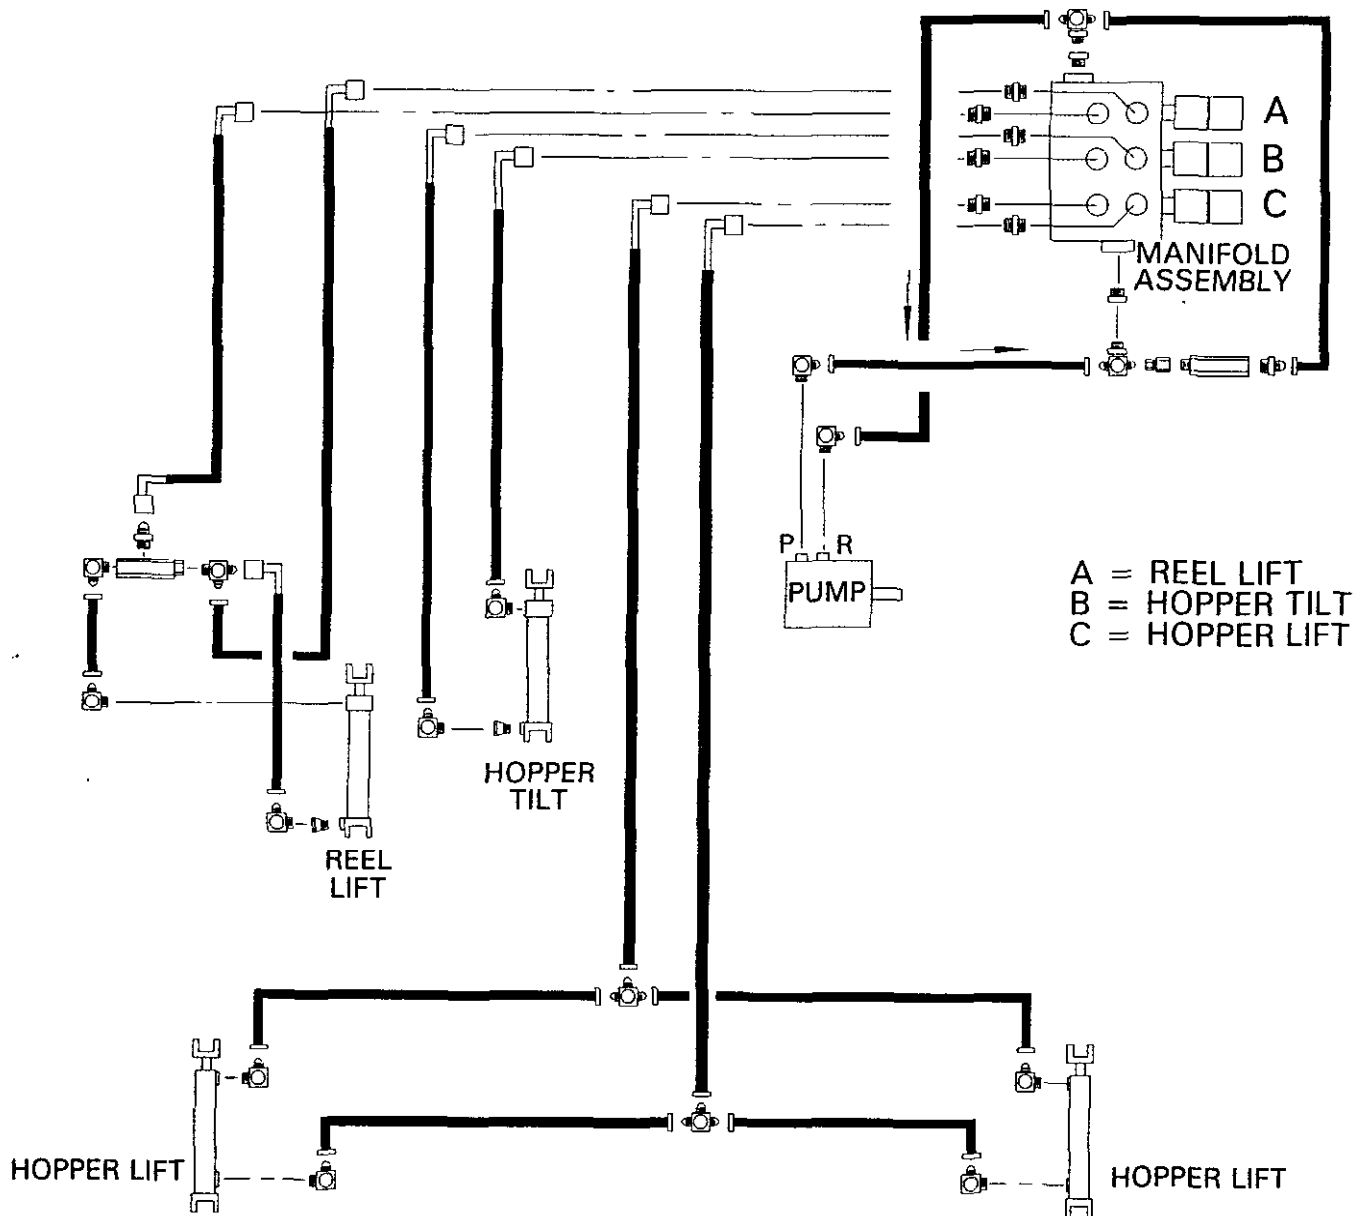 A
B
C
MANIFOLD
ASSEMBLY
P R
PUMP
A = REEL LIFT
B = HOPPER TILT
C = HOPPER LIFT
HOPPER
TILT
REEL
LIFT
HOPPER LIFT
HOPPER LIFT